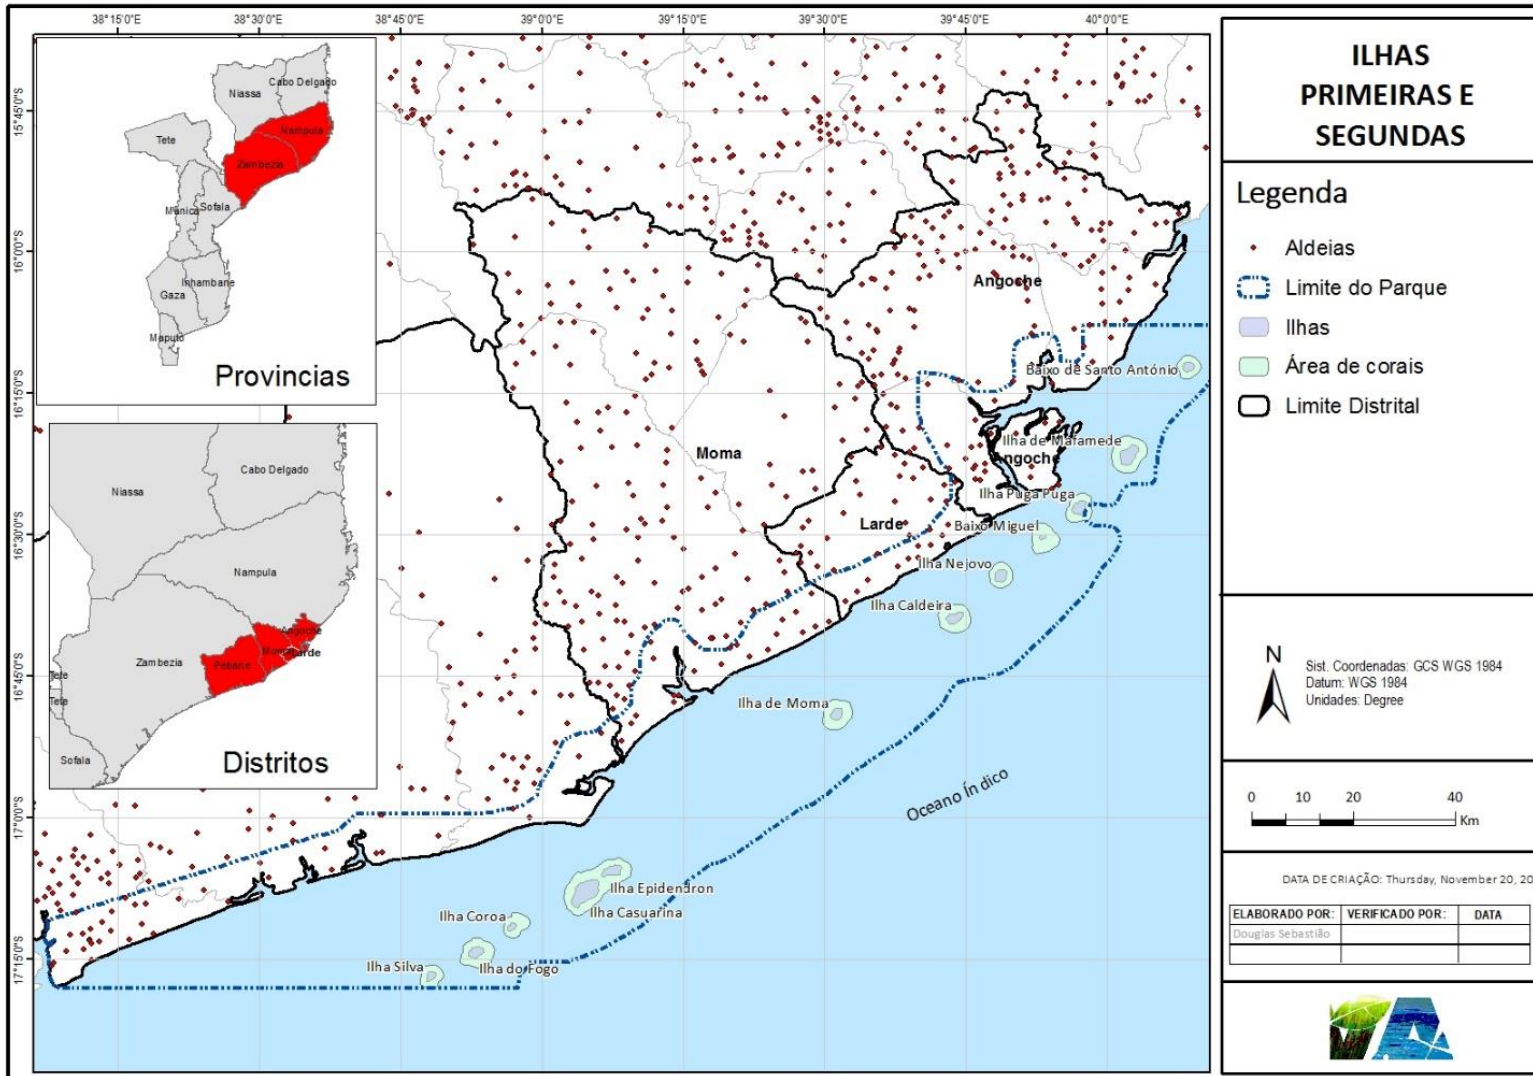 38°15'0"E
38°30'0"E
38°45'0"E
39°0'0"E
39°15'0"E
39°30'0"E
39°45'0"E
40°0'0"E
15°45'0"S
16°0'0"S
16°15'0"S
16°30'0"S
16°45'0"S
17°0'0"S
17°15'0"S
Cabo Delgado
Niassa
Nampula
Tete
Zambezia
Manica
Sofala
Inhambane
Gaza
Maputo
Provincias
Cabo Delgado
Niassa
Nampula
Angoche
Moma
Larde
Zambezia
Pebane
Tete
Tete
Sofala
Distritos
Angoche
Baixo de Santo António
Moma
Ilha de Mafamede
Angoche
Ilha Puga Puga
Larde
Baixo Miguel
Ilha Nejovo
Ilha Caldeira
Ilha de Moma
Oceano Índico
Ilha Epidendron
Ilha Casuarina
Ilha Coroa
Ilha Silva
Ilha do Fogo
ILHAS
PRIMEIRAS E
SEGUNDAS
Legenda
Aldeias
Limite do Parque
Ilhas
Área de corais
Limite Distrital
N
Sist. Coordenadas: GCS WGS 1984
Datum: WGS 1984
Unidades: Degree
0 10 20 40
Km
DATA DE CRIAÇÃO: Thursday, November 20, 20
ELABORADO POR: VERIFICADO POR: DATA
Douglas Sebastião